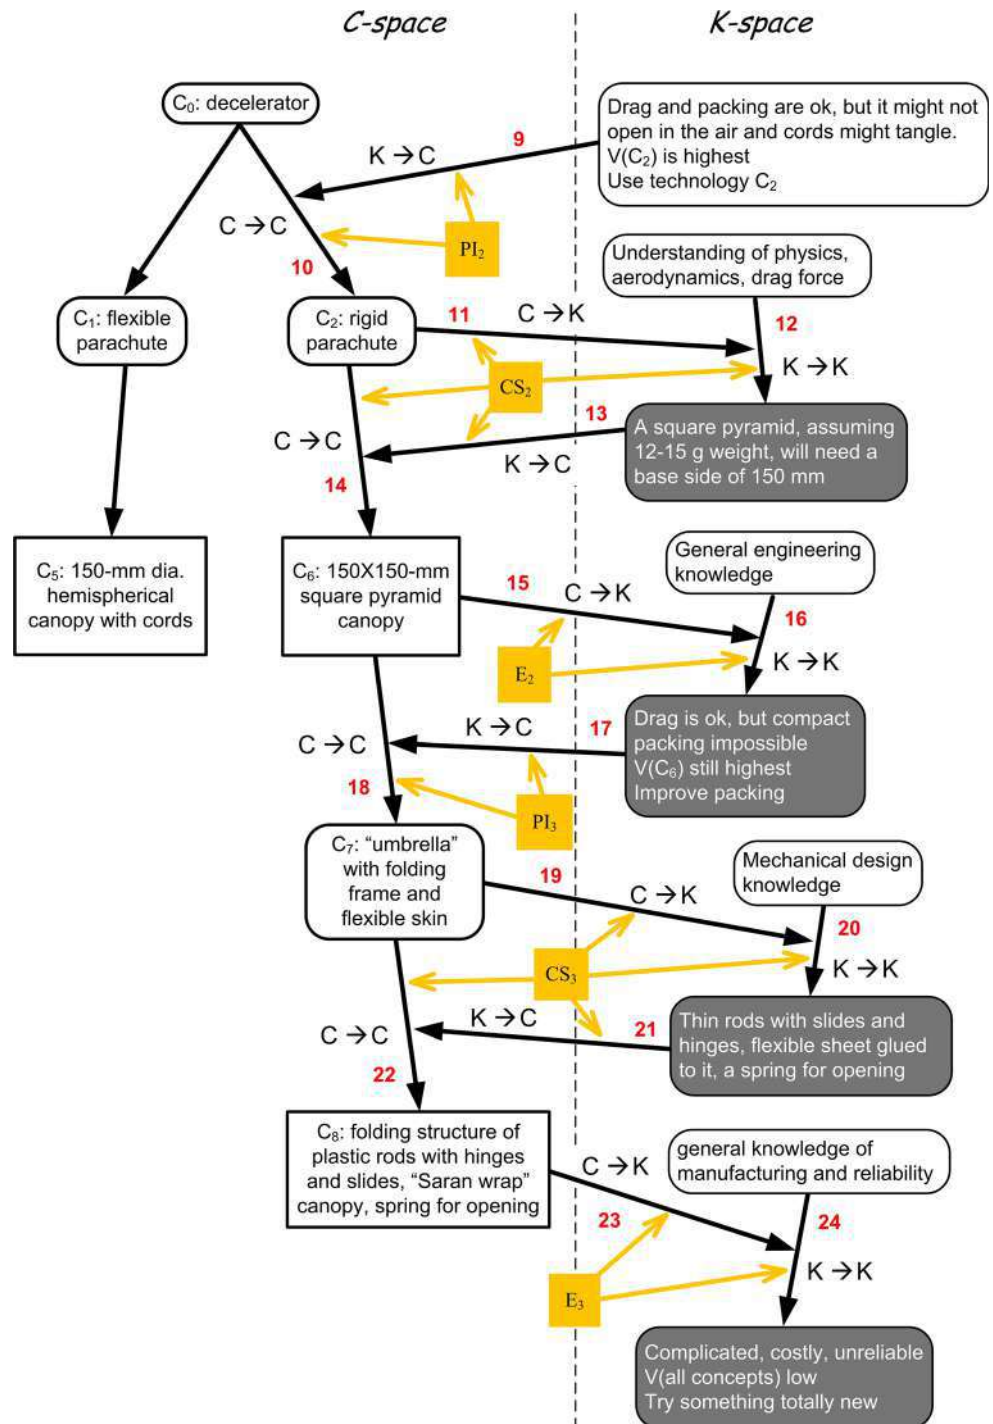 C-space
K-space
C₀: decelerator
Drag and packing are ok, but it might not
open in the air and cords might tangle.
V(C₂) is highest
Use technology C₂
9
K → C
C → C
PI₂
10
Understanding of physics,
aerodynamics, drag force
C₁: flexible
parachute
C₂: rigid
parachute
11
C → K
12
K → K
CS₂
13
C → C
K → C
14
A square pyramid, assuming
12-15 g weight, will need a
base side of 150 mm
C₅: 150-mm dia.
hemispherical
canopy with cords
C₆: 150X150-mm
square pyramid
canopy
15
C → K
General engineering
knowledge
16
K → K
E₂
17
K → C
C → C
18
PI₃
Drag is ok, but compact
packing impossible
V(C₆) still highest
Improve packing
C₇: “umbrella”
with folding
frame and
flexible skin
19
C → K
Mechanical design
knowledge
20
K → K
CS₃
K → C
21
C → C
22
Thin rods with slides and
hinges, flexible sheet glued
to it, a spring for opening
C₈: folding structure of
plastic rods with hinges
and slides, “Saran wrap”
canopy, spring for opening
C → K
general knowledge of
manufacturing and reliability
23
24
K → K
E₃
Complicated, costly, unreliable
V(all concepts) low
Try something totally new